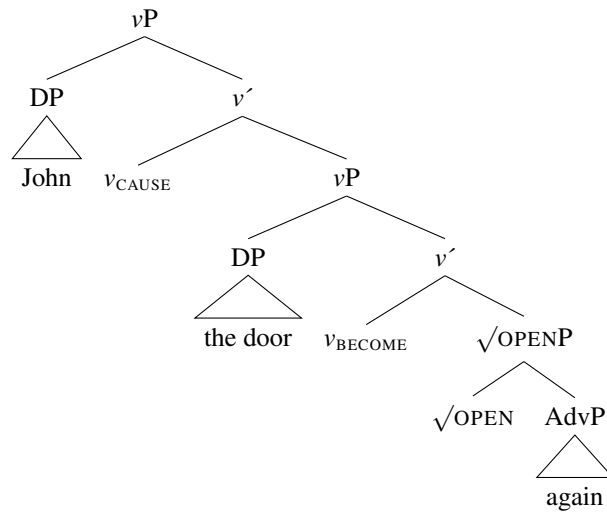 vP
DP v´
John vCAUSE vP
DP v´
the door vBECOME √OPENP
√OPEN AdvP
again